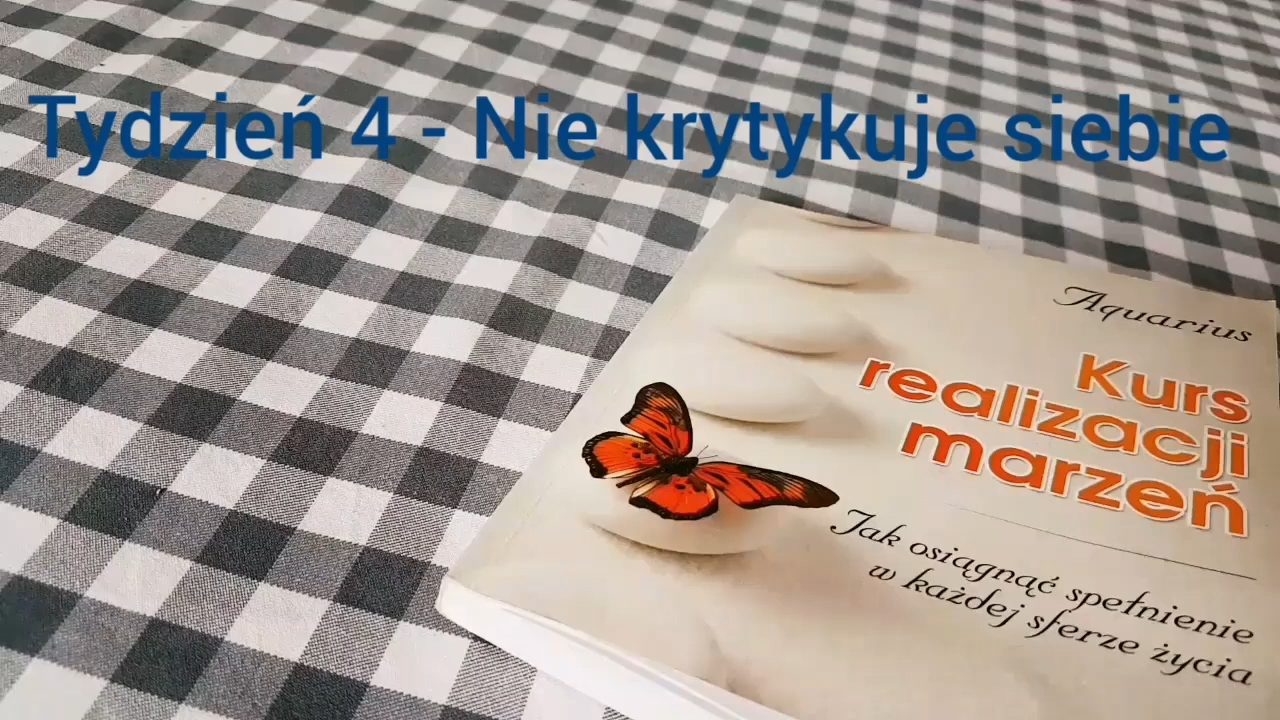 Tydzień 4 - Nie krytykuje siebie
Aquarius
Kurs
realizacji
marzeń
Jak osiągnąć spełnienie
w każdej sferze życia